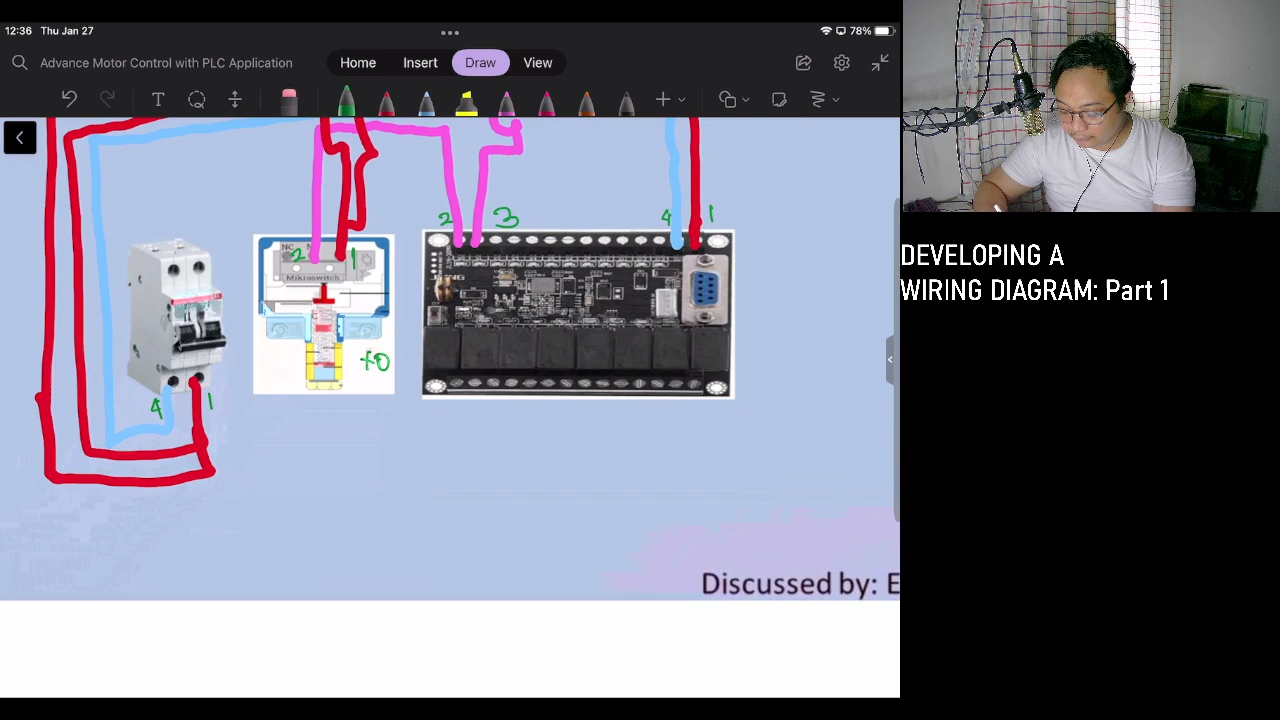 12:36 Thu Jan 27
78%
Advance Motor Control with PLC Application
Home Insert Draw View
2 3 4 1
NC
2 1
Mikroswitch
X0
4 1
DEVELOPING A
WIRING DIAGRAM: Part 1
Discussed by: E